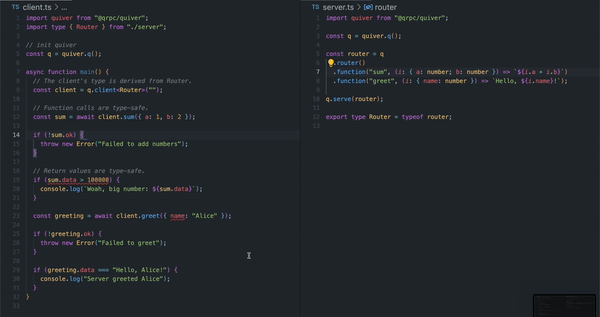 TS client.ts > ...
1 import quiver from "@qrpc/quiver";
2 import type { Router } from "./server";
3
4 // init quiver
5 const q = quiver.q();
6
7 async function main() {
8 // The client's type is derived from Router.
9 const client = q.client<Router>("");
10
11 // Function calls are type-safe.
12 const sum = await client.sum({ a: 1, b: 2 });
13
14 if (!sum.ok) {
15 throw new Error("Failed to add numbers");
16 }
17
18 // Return values are type-safe.
19 if (sum.data > 100000) {
20 console.log(`Woah, big number: ${sum.data}`);
21 }
22
23 const greeting = await client.greet({ name: "Alice" });
24
25 if (!greeting.ok) {
26 throw new Error("Failed to greet");
27 }
28
29 if (greeting.data === "Hello, Alice!") {
30 console.log("Server greeted Alice");
31 }
32 }
33
TS server.ts > router
1 import quiver from "@qrpc/quiver";
2
3 const q = quiver.q();
4
5 const router = q
6 .router()
7 .function("sum", (i: { a: number; b: number }) => `${i.a + i.b}`)
8 .function("greet", (i: { name: number }) => `Hello, ${i.name}!`);
9
10 q.serve(router);
11
12 export type Router = typeof router;
13